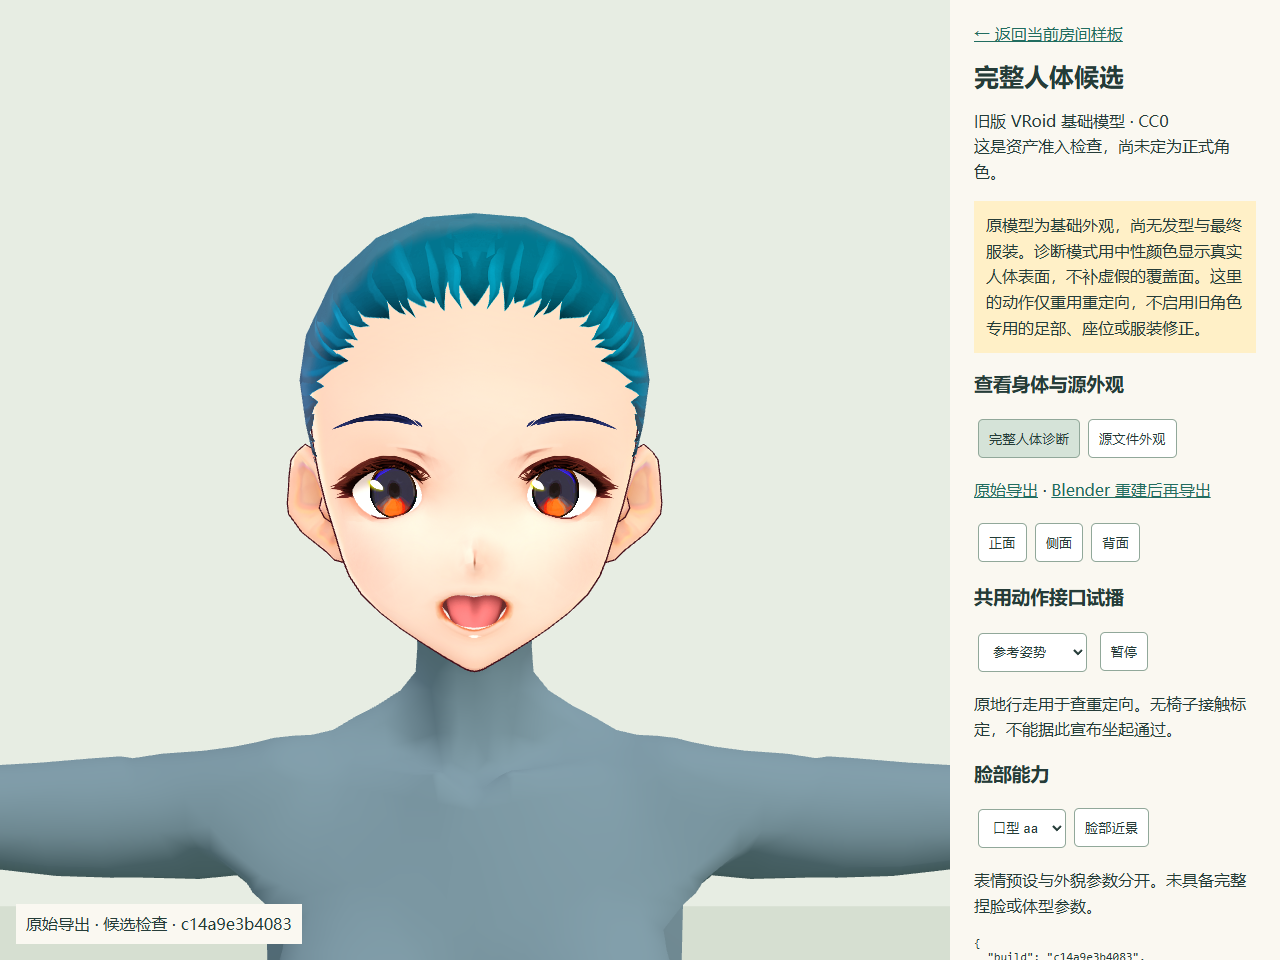 ← 返回当前房间样板
完整人体候选
旧版 VRoid 基础模型 · CC0
这是资产准入检查，尚未定为正式角
色。
原模型为基础外观，尚无发型与最终
服装。诊断模式用中性颜色显示真实
人体表面，不补虚假的覆盖面。这里
的动作仅重用重定向，不启用旧角色
专用的足部、座位或服装修正。
查看身体与源外观
完整人体诊断 源文件外观
原始导出 · Blender 重建后再导出
正面 侧面 背面
共用动作接口试播
参考姿势 暂停
原地行走用于查重定向。无椅子接触标
定，不能据此宣布坐起通过。
脸部能力
口型 aa 脸部近景
表情预设与外貌参数分开。未具备完整
捏脸或体型参数。
{
"build": "c14a9e3b4083",
原始导出 · 候选检查 · c14a9e3b4083